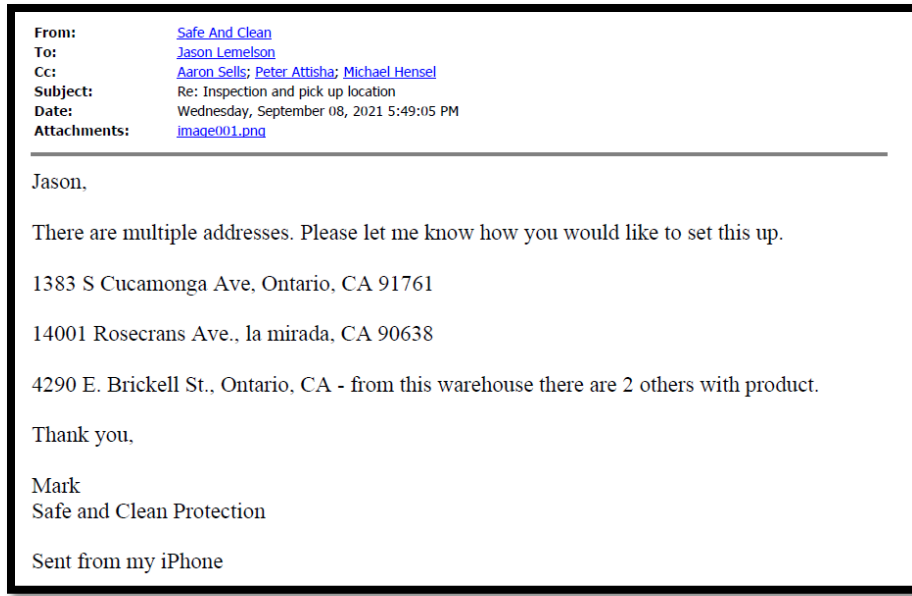 From: Safe And Clean
To: Jason Lemelson
Cc: Aaron Sells; Peter Attisha; Michael Hensel
Subject: Re: Inspection and pick up location
Date: Wednesday, September 08, 2021 5:49:05 PM
Attachments: image001.png
Jason,
There are multiple addresses. Please let me know how you would like to set this up.
1383 S Cucamonga Ave, Ontario, CA 91761
14001 Rosecrans Ave., la mirada, CA 90638
4290 E. Brickell St., Ontario, CA - from this warehouse there are 2 others with product.
Thank you,
Mark
Safe and Clean Protection
Sent from my iPhone